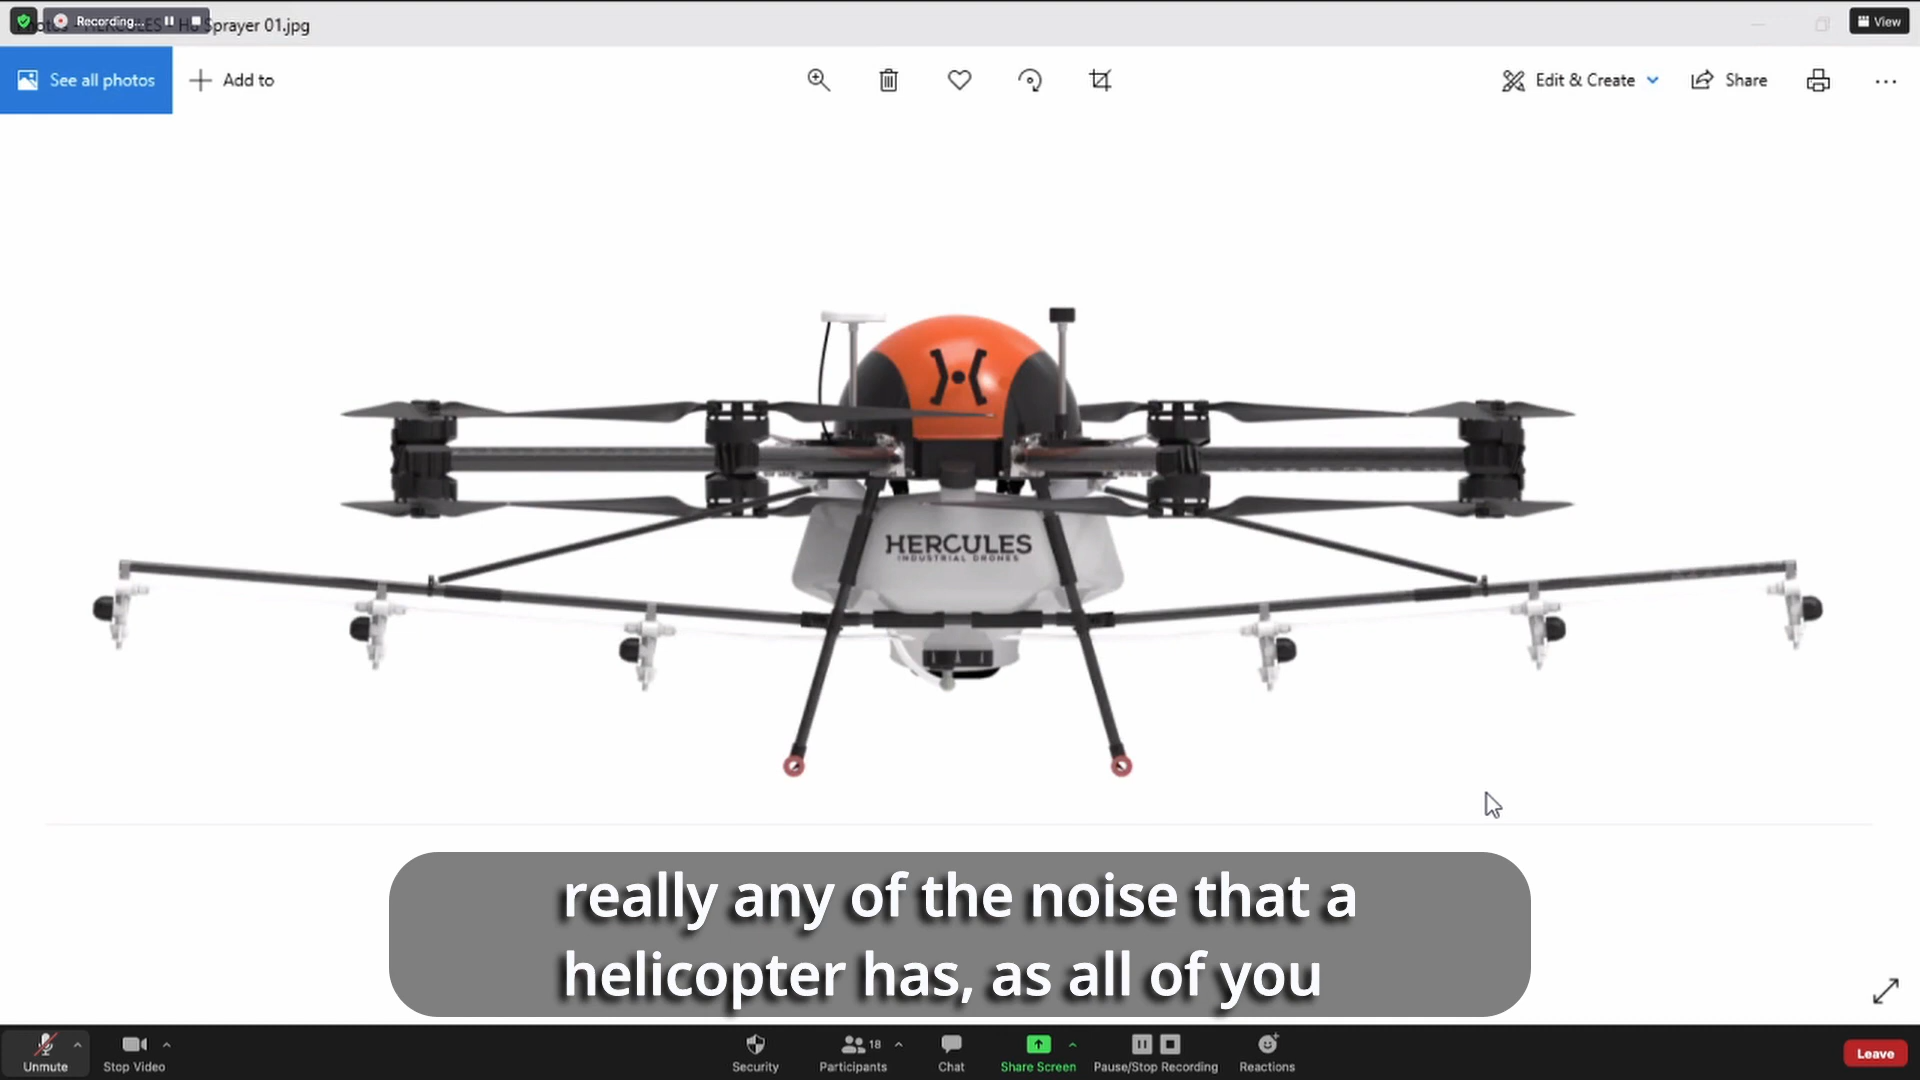 Recording...
Sprayer 01.jpg
View
See all photos
Add to
Edit & Create
Share
HERCULES
INDUSTRIAL DRONES
really any of the noise that a
helicopter has, as all of you
Unmute
Stop Video
Security
18
Participants
Chat
Share Screen
Pause/Stop Recording
Reactions
Leave